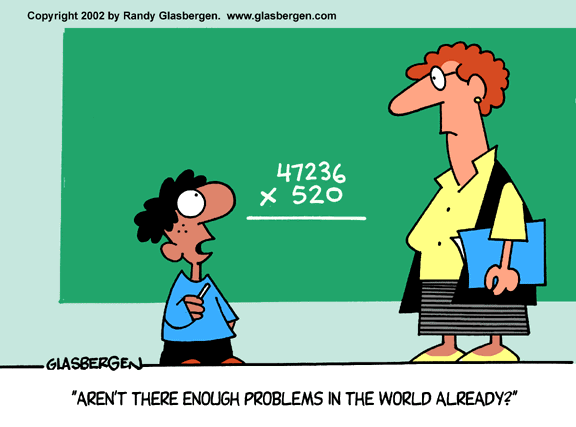 Copyright 2002 by Randy Glasbergen. www.glasbergen.com
47236
x 520
GLASBERGEN
"AREN'T THERE ENOUGH PROBLEMS IN THE WORLD ALREADY?"